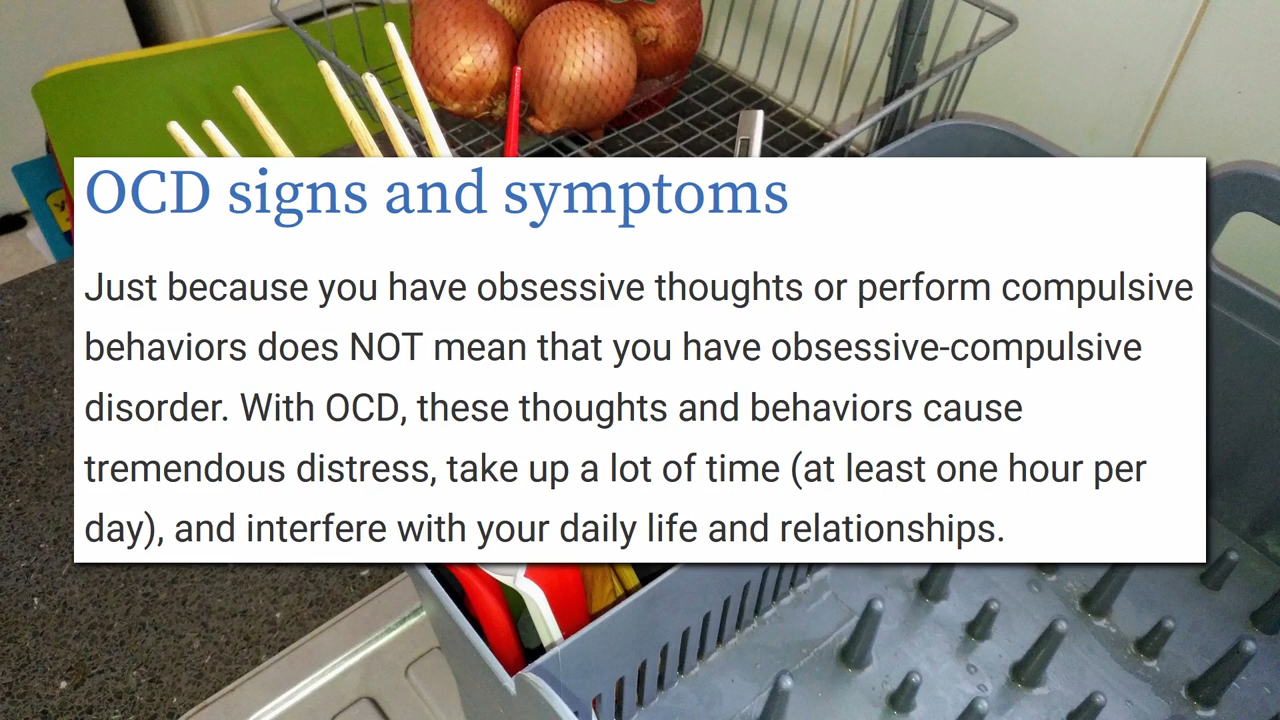 OCD signs and symptoms
Just because you have obsessive thoughts or perform compulsive
behaviors does NOT mean that you have obsessive-compulsive
disorder. With OCD, these thoughts and behaviors cause
tremendous distress, take up a lot of time (at least one hour per
day), and interfere with your daily life and relationships.